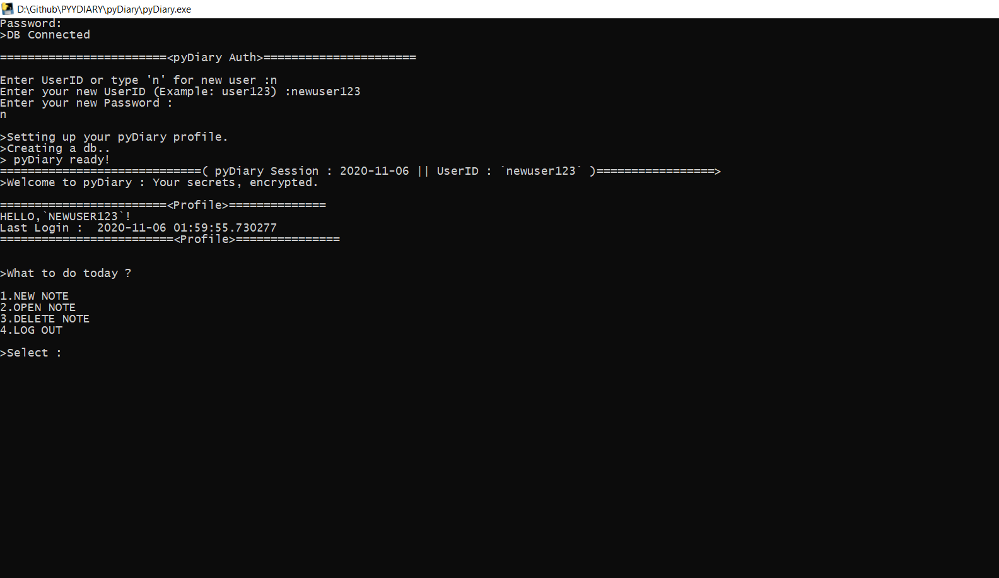 D:\Github\PYYDIARY\pyDiary\pyDiary.exe
Password:
>DB Connected
========================<pyDiary Auth>======================
Enter UserID or type 'n' for new user :n
Enter your new UserID (Example: user123) :newuser123
Enter your new Password :
n
>Setting up your pyDiary profile.
>Creating a db..
> pyDiary ready!
=============================( pyDiary Session : 2020-11-06 || UserID : `newuser123` )=================>
>Welcome to pyDiary : Your secrets, encrypted.
========================<Profile>==============
HELLO,`NEWUSER123`!
Last Login :  2020-11-06 01:59:55.730277
=========================<Profile>===============
>What to do today ?
1.NEW NOTE
2.OPEN NOTE
3.DELETE NOTE
4.LOG OUT
>Select :